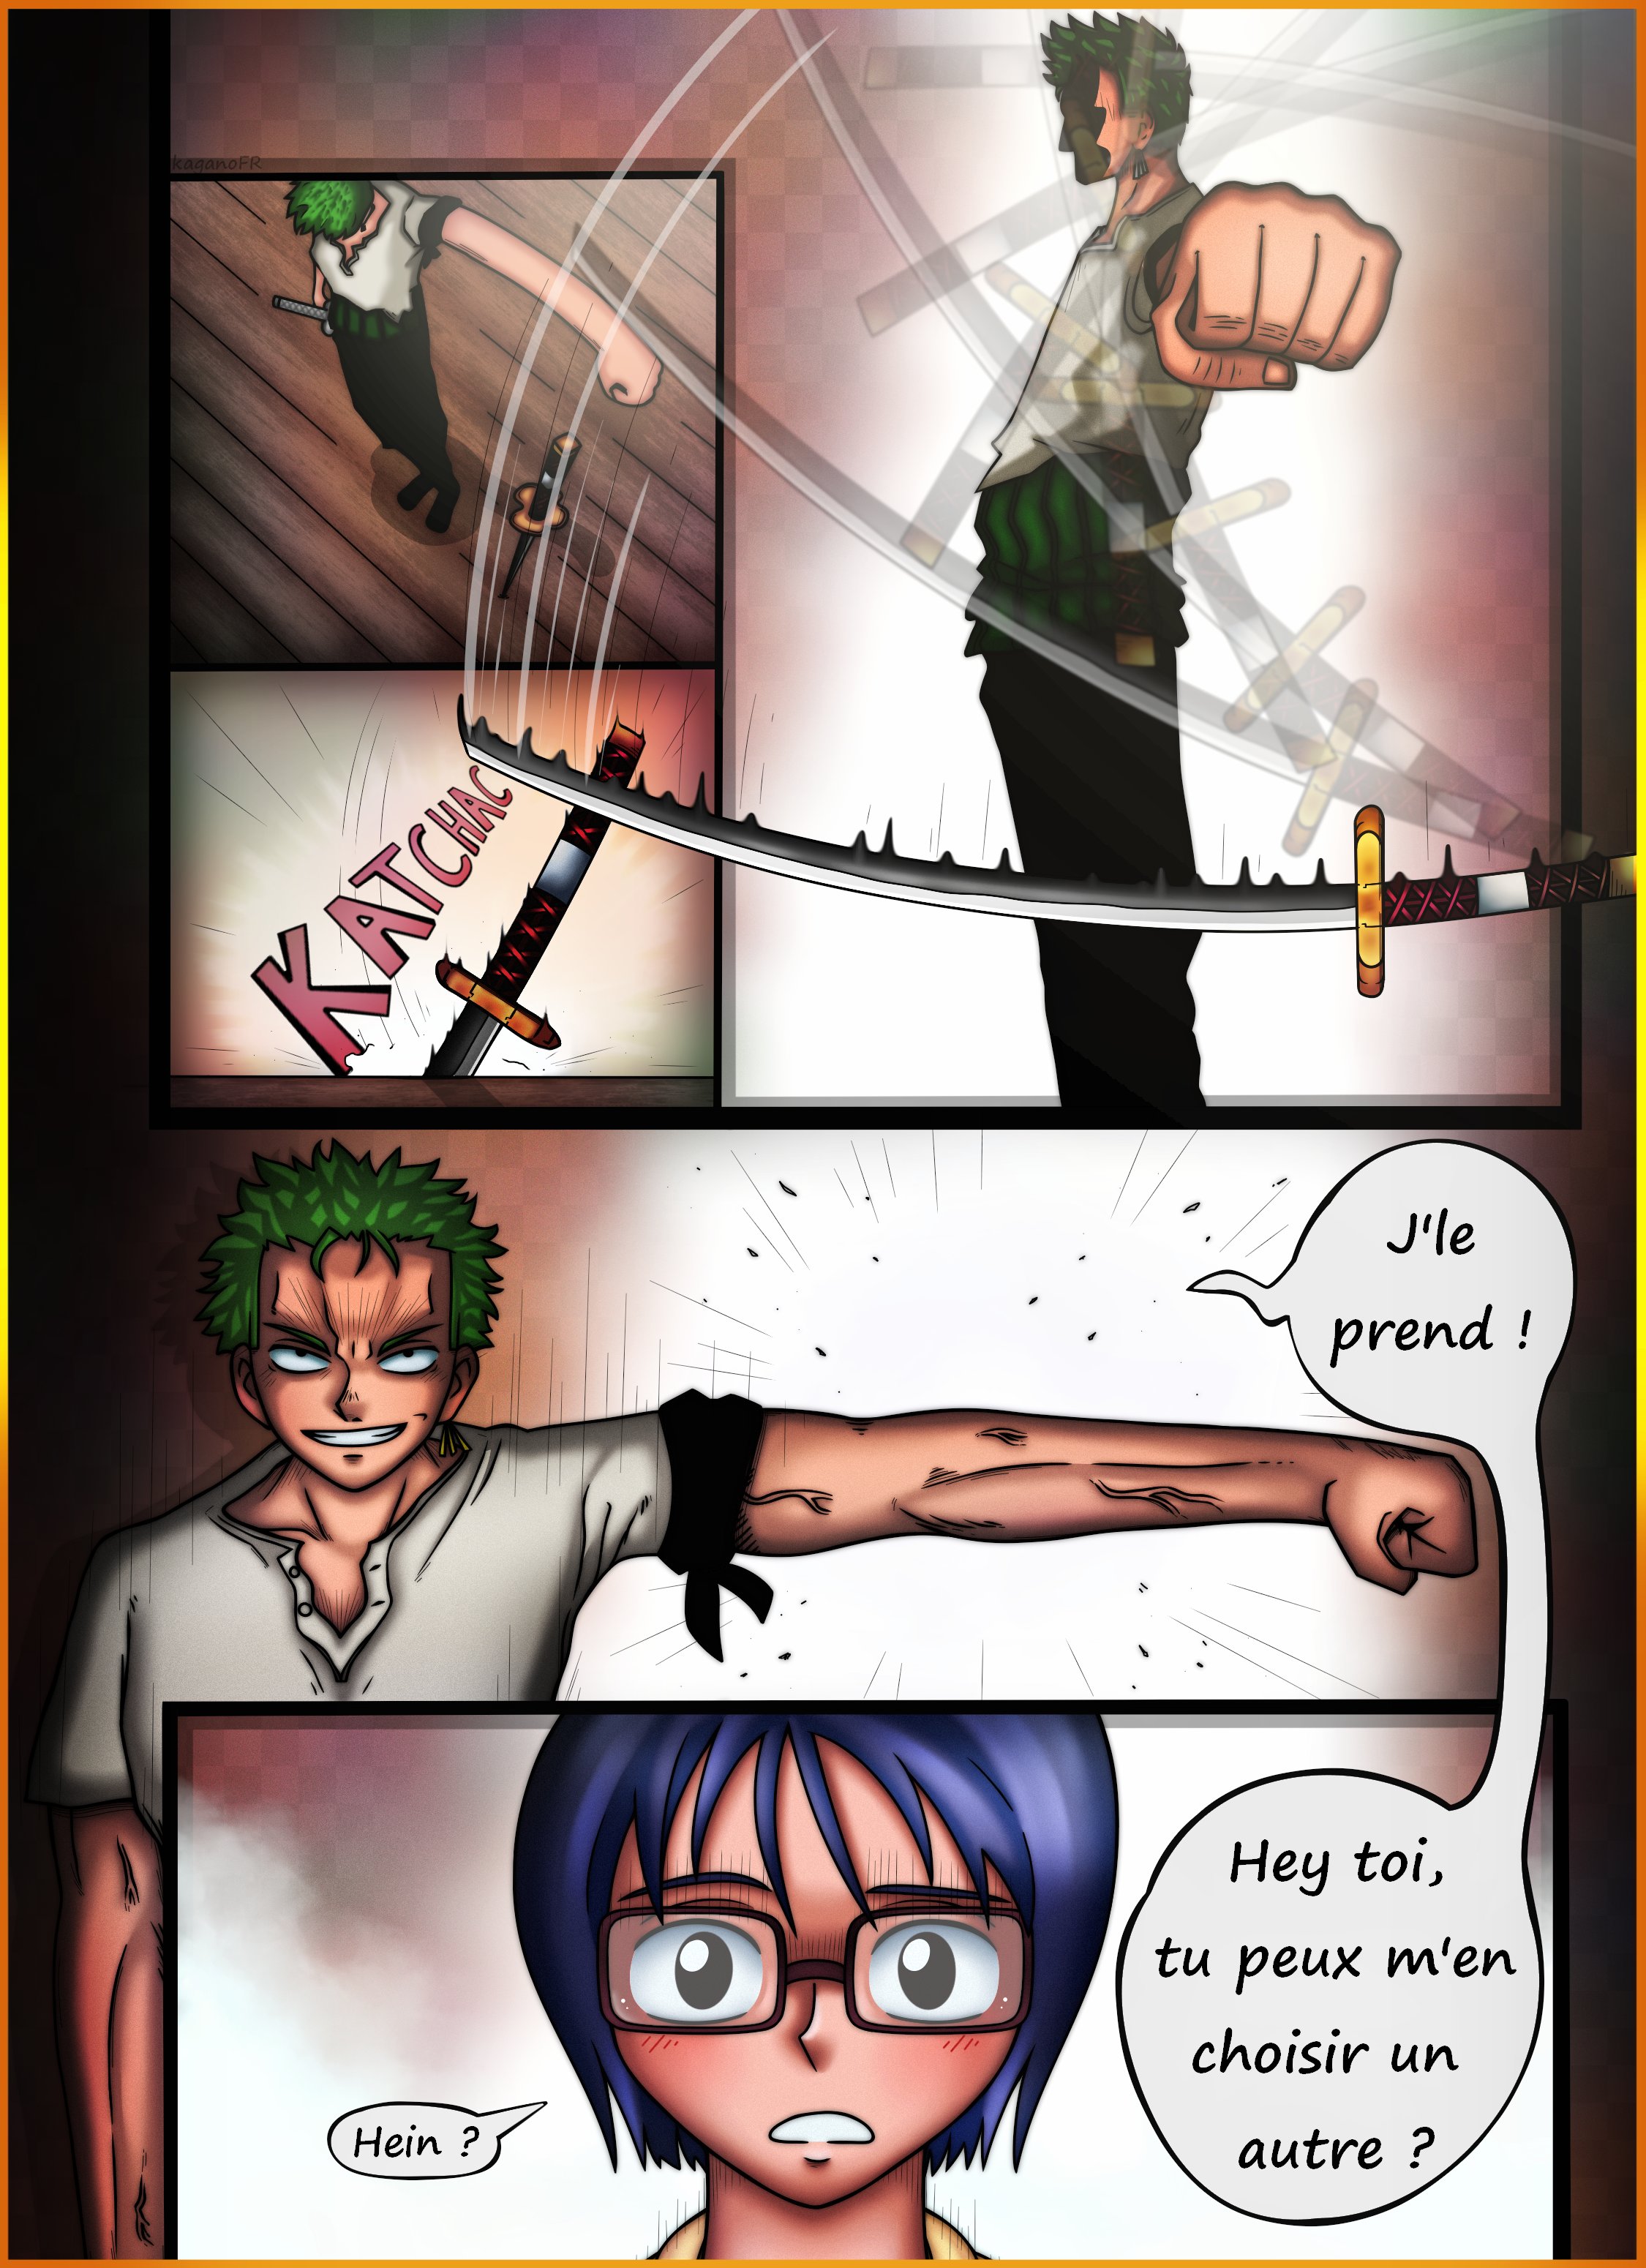 kaganoFR
KATCHAC
J'le
prend !
Hey toi,
tu peux m'en
choisir un
autre ?
Hein ?